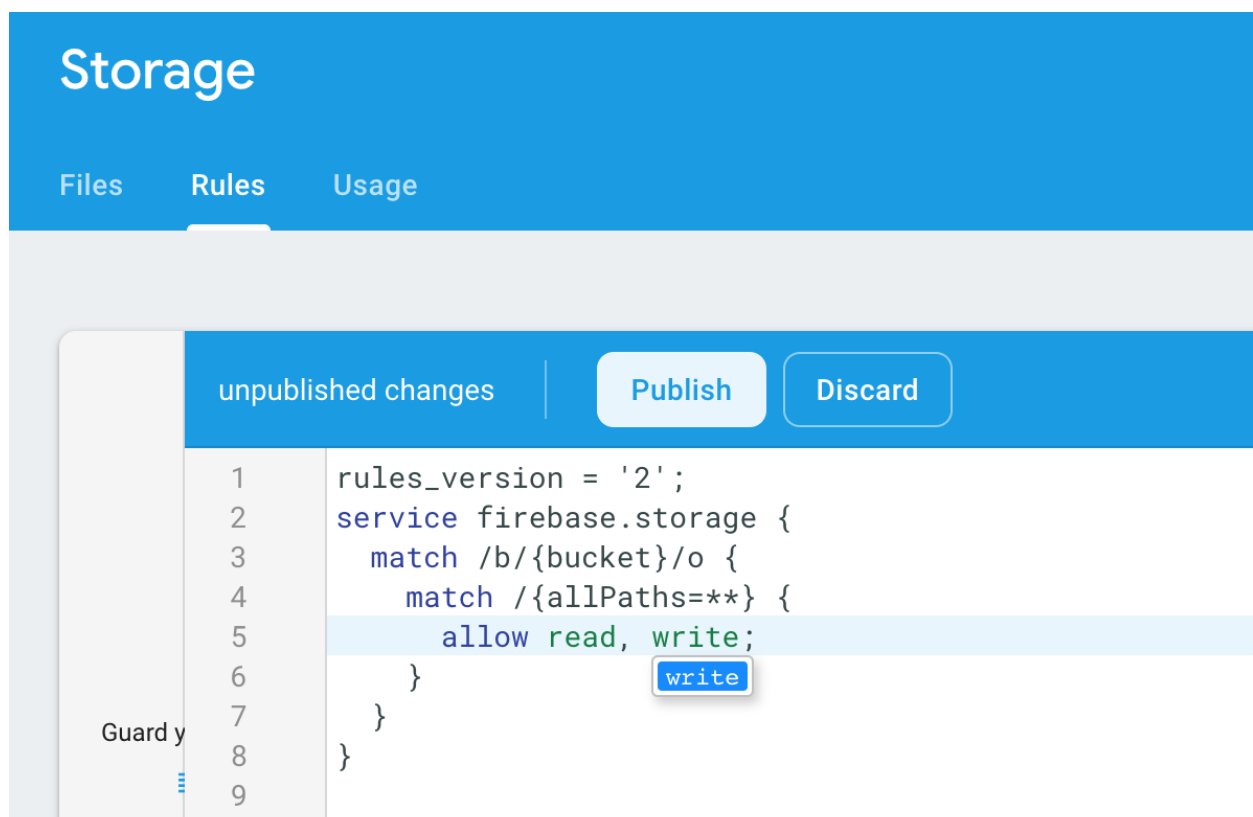 Storage
Files Rules Usage
unpublished changes Publish Discard
1 rules_version = '2';
2 service firebase.storage {
3   match /b/{bucket}/o {
4     match /{allPaths=**} {
5       allow read, write;
6     }
write
7   }
Guard y
8 }
9